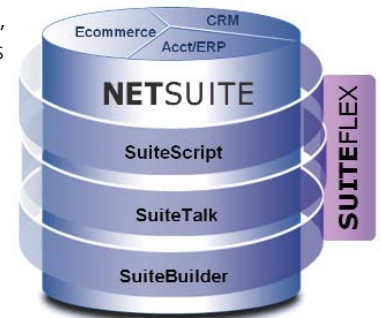 ,
s
CRM
Ecommerce
Acct/ERP
NETSUITE
SuiteScript
SuiteTalk
SuiteBuilder
SUITEFLEX